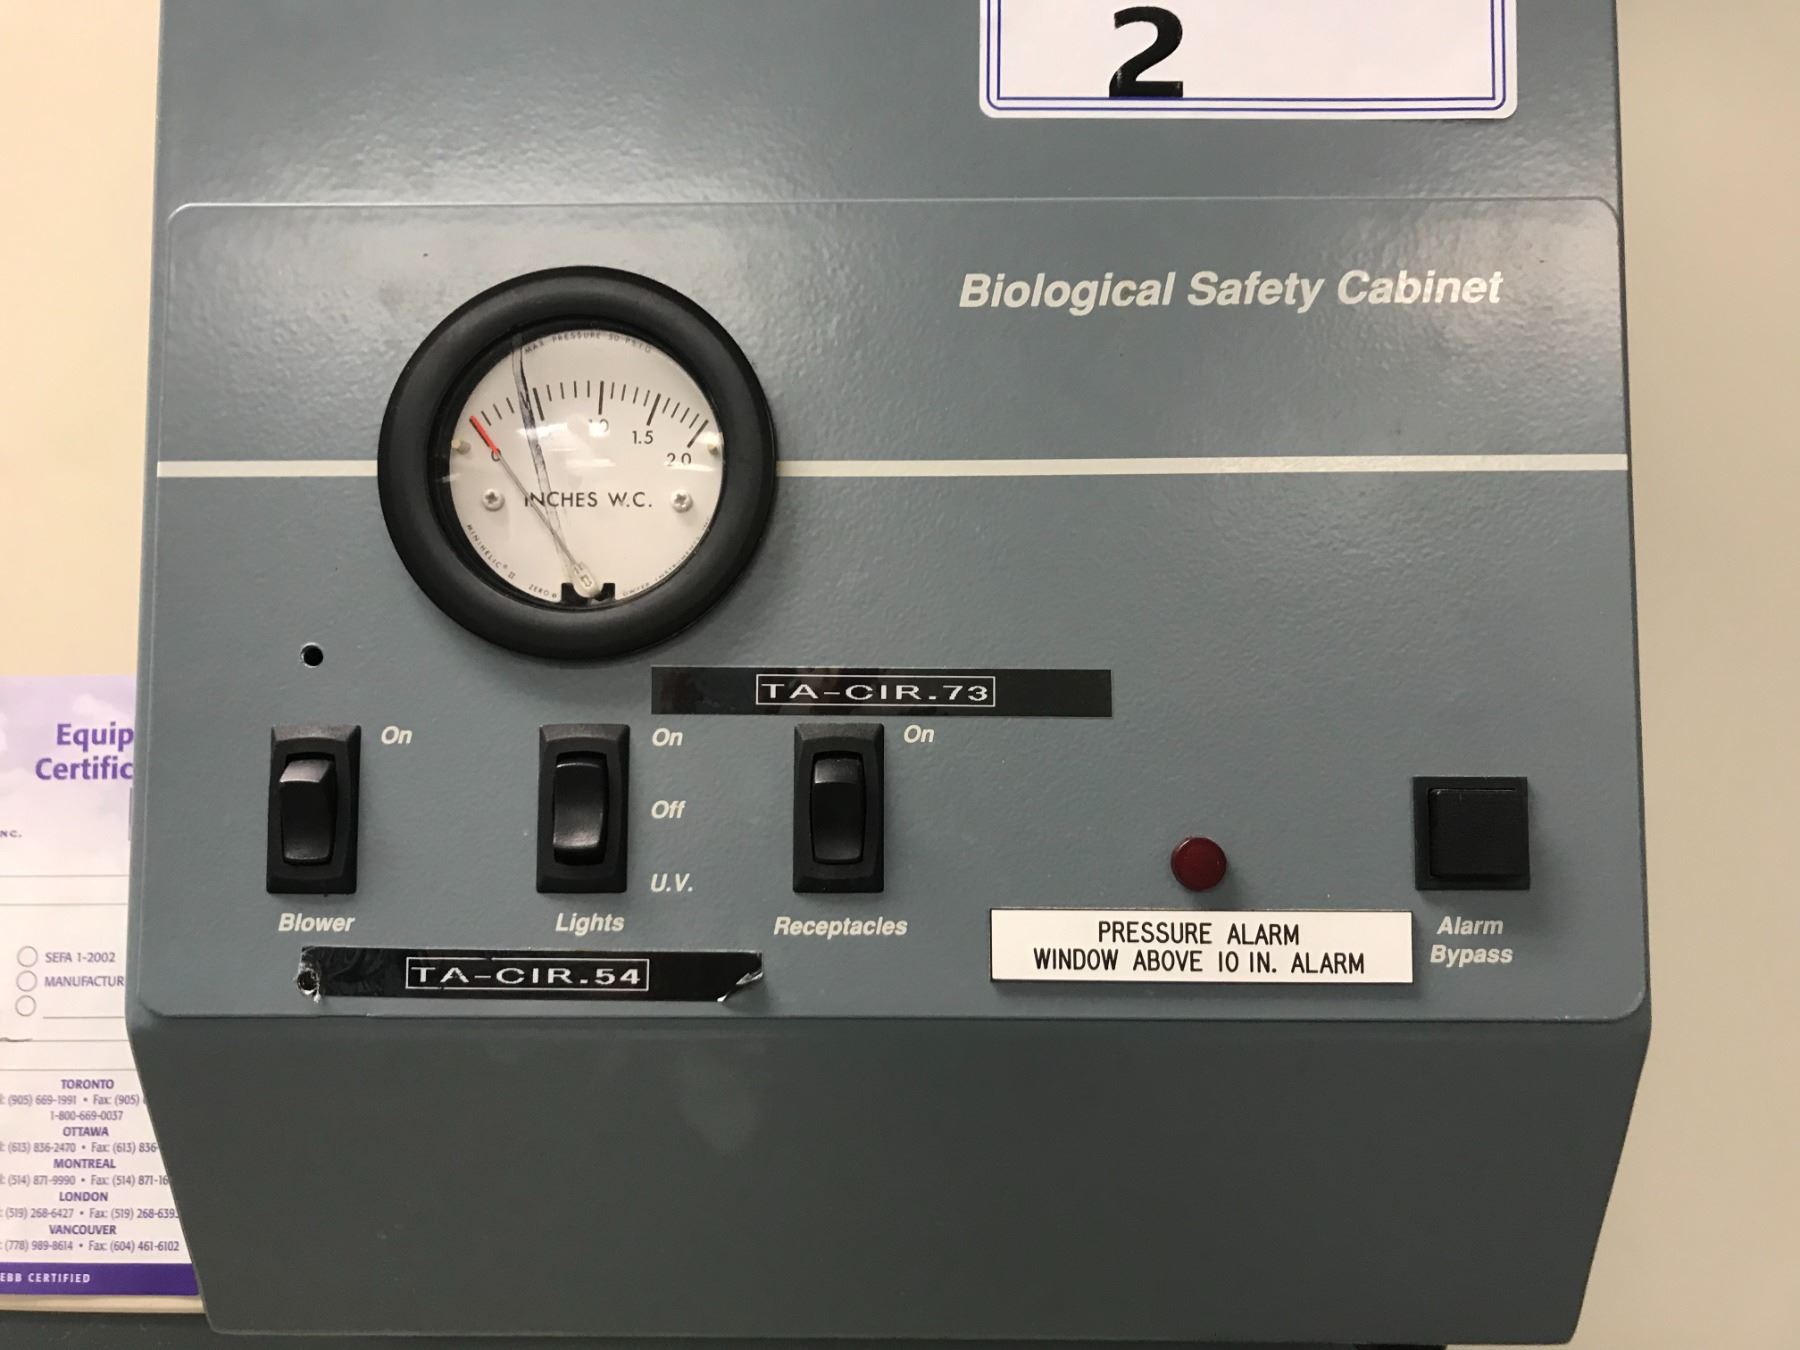 2
Biological Safety Cabinet
MAX PRESSURE 30 PSIG
0
1.0
1.5
2.0
INCHES W.C.
MINIHELIC® II
ZERO
TA-CIR.73
On
On
Off
U.V.
On
Blower
Lights
Receptacles
TA-CIR.54
PRESSURE ALARM
WINDOW ABOVE 10 IN. ALARM
Alarm
Bypass
Equip
Certific
NC.
SEFA 1-2002
MANUFACTUR
TORONTO
(905) 669-1991 • Fax: (905)
1-800-669-0037
OTTAWA
(613) 836-2470 • Fax: (613) 836-
MONTREAL
(514) 871-9990 • Fax: (514) 871-16
LONDON
(519) 268-6427 • Fax: (519) 268-639
VANCOUVER
(778) 989-8614 • Fax: (604) 461-6102
EBB CERTIFIED